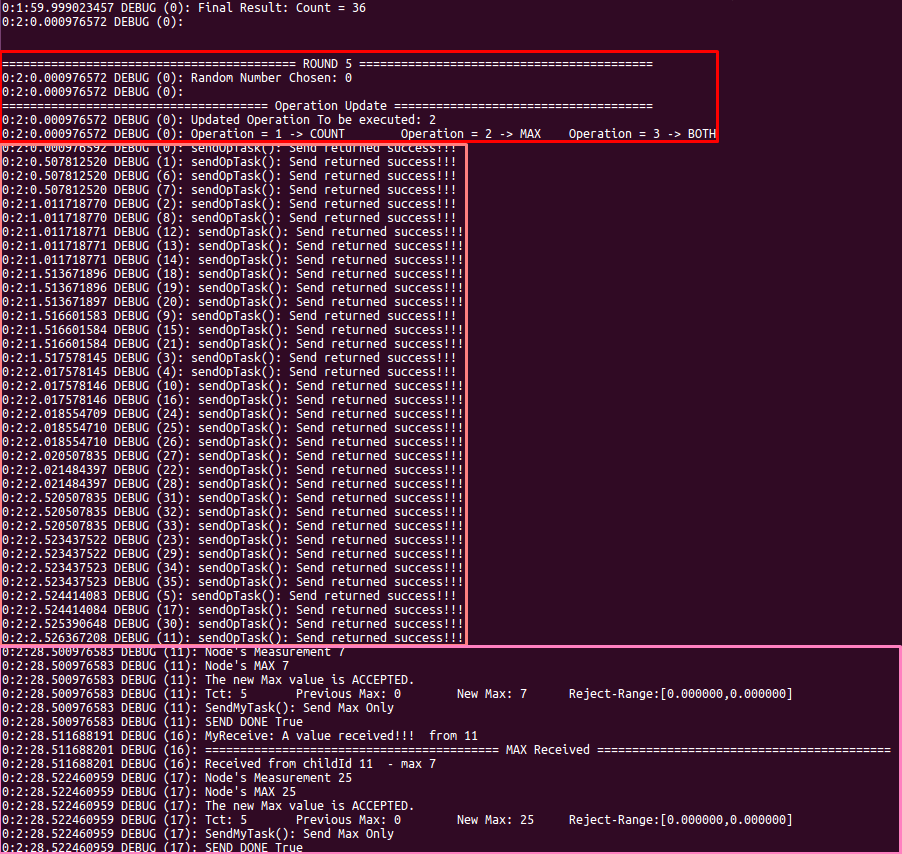 0:1:59.999023457 DEBUG (0): Final Result: Count = 36
0:2:0.000976572 DEBUG (0):
========================================== ROUND 5 ==========================================
0:2:0.000976572 DEBUG (0): Random Number Chosen: 0
0:2:0.000976572 DEBUG (0):
====================================== Operation Update =====================================
0:2:0.000976572 DEBUG (0): Updated Operation To be executed: 2
0:2:0.000976572 DEBUG (0): Operation = 1 -> COUNT        Operation = 2 -> MAX    Operation = 3 -> BOTH
0:2:0.000976592 DEBUG (0): sendOpTask(): Send returned success!!!
0:2:0.507812520 DEBUG (1): sendOpTask(): Send returned success!!!
0:2:0.507812520 DEBUG (6): sendOpTask(): Send returned success!!!
0:2:0.507812520 DEBUG (7): sendOpTask(): Send returned success!!!
0:2:1.011718770 DEBUG (2): sendOpTask(): Send returned success!!!
0:2:1.011718770 DEBUG (8): sendOpTask(): Send returned success!!!
0:2:1.011718771 DEBUG (12): sendOpTask(): Send returned success!!!
0:2:1.011718771 DEBUG (13): sendOpTask(): Send returned success!!!
0:2:1.011718771 DEBUG (14): sendOpTask(): Send returned success!!!
0:2:1.513671896 DEBUG (18): sendOpTask(): Send returned success!!!
0:2:1.513671896 DEBUG (19): sendOpTask(): Send returned success!!!
0:2:1.513671897 DEBUG (20): sendOpTask(): Send returned success!!!
0:2:1.516601583 DEBUG (9): sendOpTask(): Send returned success!!!
0:2:1.516601584 DEBUG (15): sendOpTask(): Send returned success!!!
0:2:1.516601584 DEBUG (21): sendOpTask(): Send returned success!!!
0:2:1.517578145 DEBUG (3): sendOpTask(): Send returned success!!!
0:2:2.017578145 DEBUG (4): sendOpTask(): Send returned success!!!
0:2:2.017578146 DEBUG (10): sendOpTask(): Send returned success!!!
0:2:2.017578146 DEBUG (16): sendOpTask(): Send returned success!!!
0:2:2.018554709 DEBUG (24): sendOpTask(): Send returned success!!!
0:2:2.018554710 DEBUG (25): sendOpTask(): Send returned success!!!
0:2:2.018554710 DEBUG (26): sendOpTask(): Send returned success!!!
0:2:2.020507835 DEBUG (27): sendOpTask(): Send returned success!!!
0:2:2.021484397 DEBUG (22): sendOpTask(): Send returned success!!!
0:2:2.021484397 DEBUG (28): sendOpTask(): Send returned success!!!
0:2:2.520507835 DEBUG (31): sendOpTask(): Send returned success!!!
0:2:2.520507835 DEBUG (32): sendOpTask(): Send returned success!!!
0:2:2.520507835 DEBUG (33): sendOpTask(): Send returned success!!!
0:2:2.523437522 DEBUG (23): sendOpTask(): Send returned success!!!
0:2:2.523437522 DEBUG (29): sendOpTask(): Send returned success!!!
0:2:2.523437523 DEBUG (34): sendOpTask(): Send returned success!!!
0:2:2.523437523 DEBUG (35): sendOpTask(): Send returned success!!!
0:2:2.524414083 DEBUG (5): sendOpTask(): Send returned success!!!
0:2:2.524414084 DEBUG (17): sendOpTask(): Send returned success!!!
0:2:2.525390648 DEBUG (30): sendOpTask(): Send returned success!!!
0:2:2.526367208 DEBUG (11): sendOpTask(): Send returned success!!!
0:2:28.500976583 DEBUG (11): Node's Measurement 7
0:2:28.500976583 DEBUG (11): Node's MAX 7
0:2:28.500976583 DEBUG (11): The new Max value is ACCEPTED.
0:2:28.500976583 DEBUG (11): Tct: 5       Previous Max: 0        New Max: 7      Reject-Range:[0.000000,0.000000]
0:2:28.500976583 DEBUG (11): SendMyTask(): Send Max Only
0:2:28.500976583 DEBUG (11): SEND DONE True
0:2:28.511688191 DEBUG (16): MyReceive: A value received!!!  from 11
0:2:28.511688201 DEBUG (16): ========================================== MAX Received ==========================================
0:2:28.511688201 DEBUG (16): Received from childId 11  - max 7
0:2:28.522460959 DEBUG (17): Node's Measurement 25
0:2:28.522460959 DEBUG (17): Node's MAX 25
0:2:28.522460959 DEBUG (17): The new Max value is ACCEPTED.
0:2:28.522460959 DEBUG (17): Tct: 5       Previous Max: 0        New Max: 25     Reject-Range:[0.000000,0.000000]
0:2:28.522460959 DEBUG (17): SendMyTask(): Send Max Only
0:2:28.522460959 DEBUG (17): SEND DONE True